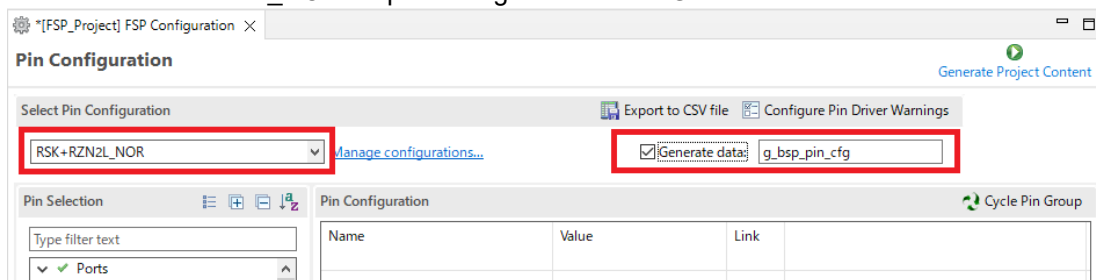 *[FSP_Project] FSP Configuration
Pin Configuration
Generate Project Content
Select Pin Configuration
Export to CSV file
Configure Pin Driver Warnings
RSK+RZN2L_NOR
Manage configurations...
Generate data:
g_bsp_pin_cfg
Pin Selection
Pin Configuration
Cycle Pin Group
Type filter text
Name
Value
Link
Ports